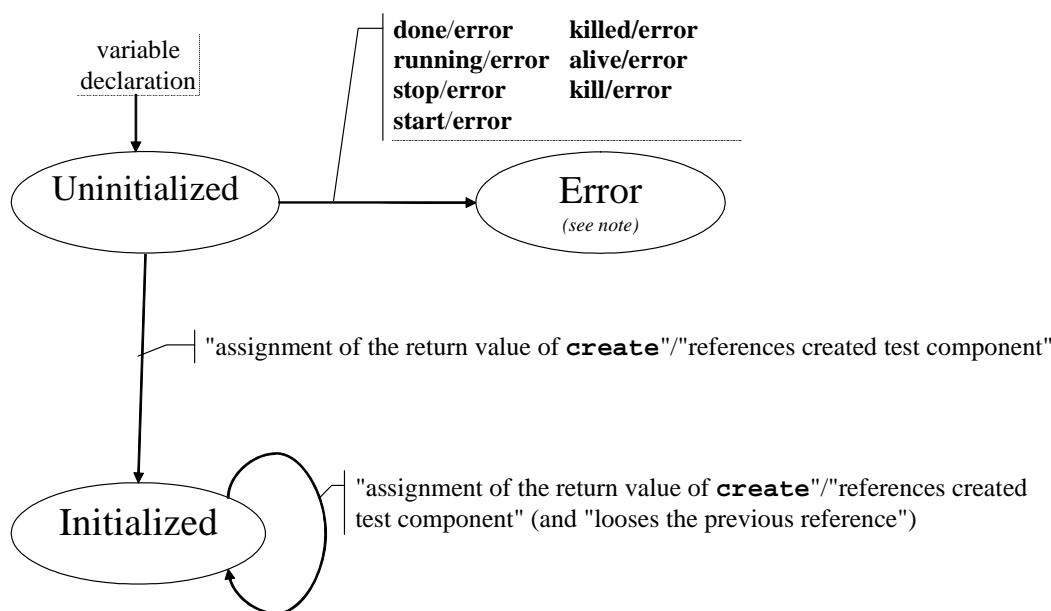 variable
declaration
done/error killed/error
running/error alive/error
stop/error kill/error
start/error
Uninitialized
Error
(see note)
"assignment of the return value of create"/"references created test component"
"assignment of the return value of create"/"references created
test component" (and "looses the previous reference")
Initialized